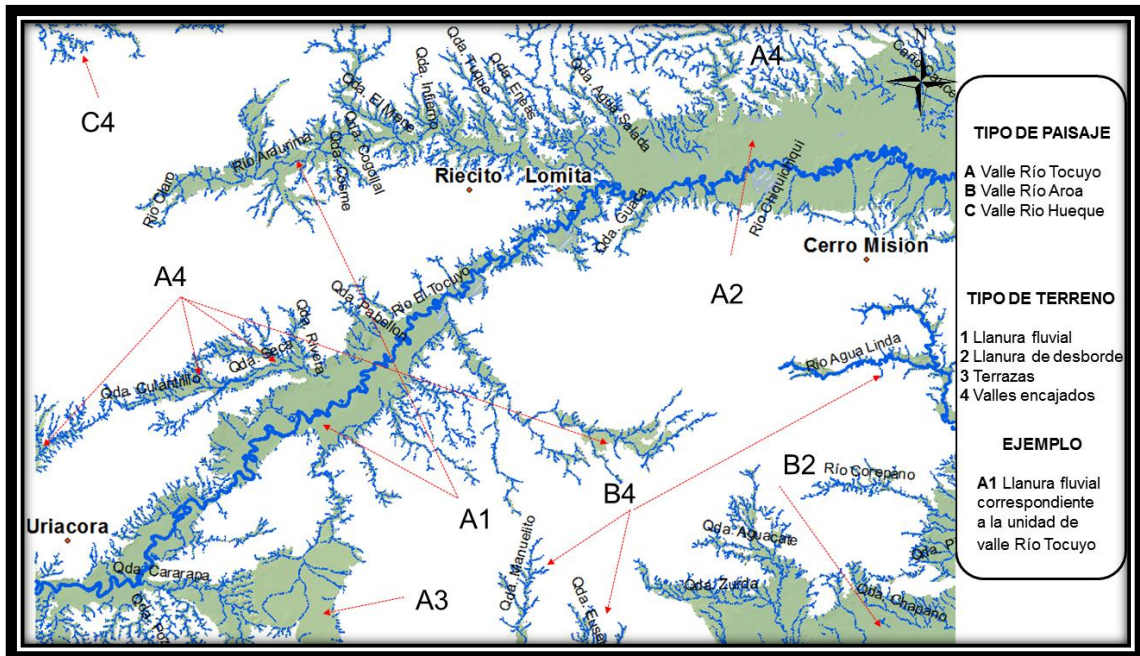 C4
Qda. El Mene
Qda. Infierno
Qda. Tuque
Qda. Eneas
Qda. Agua Salada
A4
N
Río Claro
Río Araurima
Qda. Cosme
Qda. Cogollal
Riecito
Lomita
Qda. Guaca
Río Chiquichiqui
Cerro Mision
A4
A2
Río El Tocuyo
Qda. Pabellon
Qda. Rivera
Qda. Seca
Qda. Culantrillo
Río Agua Linda
B2
Río Corepano
B4
A1
Uriacora
Qda. Cararapa
A3
Qda. Manuelito
Qda. Aguacate
Qda. Zurda
Qda. Chapano
TIPO DE PAISAJE
A Valle Río Tocuyo
B Valle Río Aroa
C Valle Rio Hueque
TIPO DE TERRENO
1 Llanura fluvial
2 Llanura de desborde
3 Terrazas
4 Valles encajados
EJEMPLO
A1 Llanura fluvial
correspondiente
a la unidad de
valle Río Tocuyo